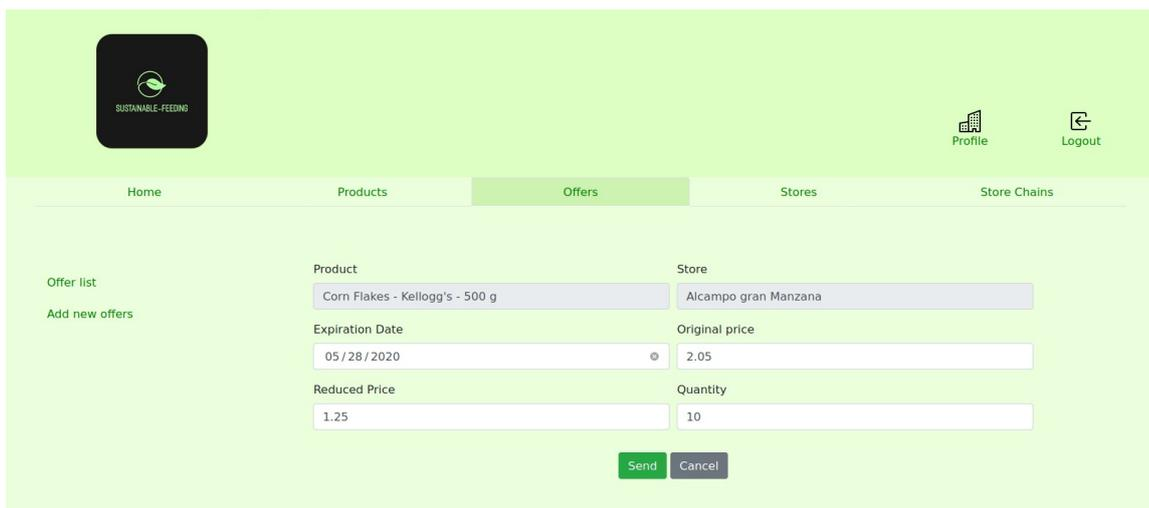 SUSTAINABLE-FEEDING
Profile Logout
Home Products Offers Stores Store Chains
Offer list
Add new offers
Product Store
Corn Flakes - Kellogg's - 500 g Alcampo gran Manzana
Expiration Date Original price
05/28/2020 2.05
Reduced Price Quantity
1.25 10
Send Cancel